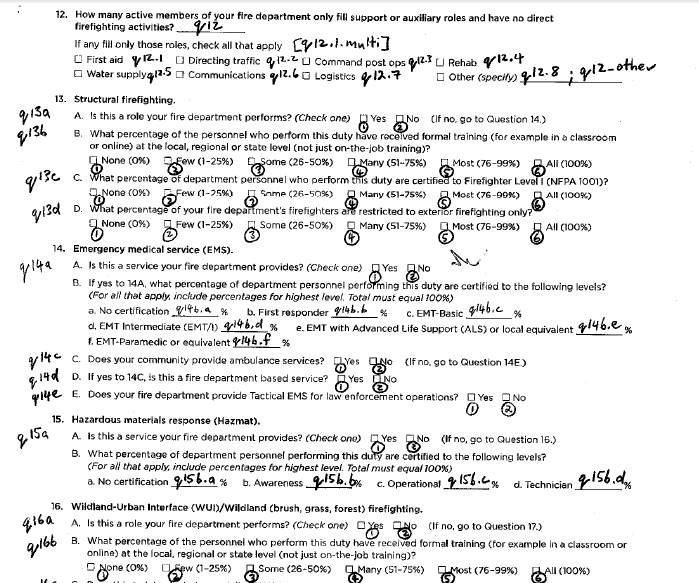 12. How many active members of your fire department only fill support or auxiliary roles and have no direct
firefighting activities? q12
If any fill only those roles, check all that apply [q12.1.multi]
☐ First aid q12.1 ☐ Directing traffic q12.2 ☐ Command post ops q12.3 ☐ Rehab q12.4
☐ Water supply q12.5 ☐ Communications q12.6 ☐ Logistics q12.7 ☐ Other (specify) q12.8 ; q12-other
13. Structural firefighting.
q13a A. Is this a role your fire department performs? (Check one) ☐ Yes ☐ No (If no, go to Question 14.)
1 2
q13b B. What percentage of the personnel who perform this duty have received formal training (for example in a classroom
or online) at the local, regional or state level (not just on-the-job training)?
☐ None (0%) ☐ Few (1-25%) ☐ Some (26-50%) ☐ Many (51-75%) ☐ Most (76-99%) ☐ All (100%)
1 2 3 4 5 6
q13c C. What percentage of department personnel who perform this duty are certified to Firefighter Level I (NFPA 1001)?
☐ None (0%) ☐ Few (1-25%) ☐ Some (26-50%) ☐ Many (51-75%) ☐ Most (76-99%) ☐ All (100%)
1 2 3 4 5 6
q13d D. What percentage of your fire department's firefighters are restricted to exterior firefighting only?
☐ None (0%) ☐ Few (1-25%) ☐ Some (26-50%) ☐ Many (51-75%) ☐ Most (76-99%) ☐ All (100%)
1 2 3 4 5 6
14. Emergency medical service (EMS).
q14a A. Is this a service your fire department provides? (Check one) ☐ Yes ☐ No
1 2
B. If yes to 14A, what percentage of department personnel performing this duty are certified to the following levels?
(For all that apply, include percentages for highest level. Total must equal 100%)
a. No certification q14b.a % b. First responder q14b.b % c. EMT-Basic q14b.c %
d. EMT Intermediate (EMT/I) q14b.d % e. EMT with Advanced Life Support (ALS) or local equivalent q14b.e %
f. EMT-Paramedic or equivalent q14b.f %
q14c C. Does your community provide ambulance services? ☐ Yes ☐ No (If no, go to Question 14E.)
1 2
q14d D. If yes to 14C, is this a fire department based service? ☐ Yes ☐ No
1 2
q14e E. Does your fire department provide Tactical EMS for law enforcement operations? ☐ Yes ☐ No
1 2
15. Hazardous materials response (Hazmat).
q15a A. Is this a service your fire department provides? (Check one) ☐ Yes ☐ No (If no, go to Question 16.)
1 2
B. What percentage of department personnel performing this duty are certified to the following levels?
(For all that apply, include percentages for highest level. Total must equal 100%)
a. No certification q15b.a % b. Awareness q15b.b % c. Operational q15b.c % d. Technician q15b.d %
16. Wildland-Urban Interface (WUI)/Wildland (brush, grass, forest) firefighting.
q16a A. Is this a role your fire department performs? (Check one) ☐ Yes ☐ No (If no, go to Question 17.)
1 2
q16b B. What percentage of the personnel who perform this duty have received formal training (for example in a classroom or
online) at the local, regional or state level (not just on-the-job training)?
☐ None (0%) ☐ Few (1-25%) ☐ Some (26-50%) ☐ Many (51-75%) ☐ Most (76-99%) ☐ All (100%)
1 2 3 4 5 6